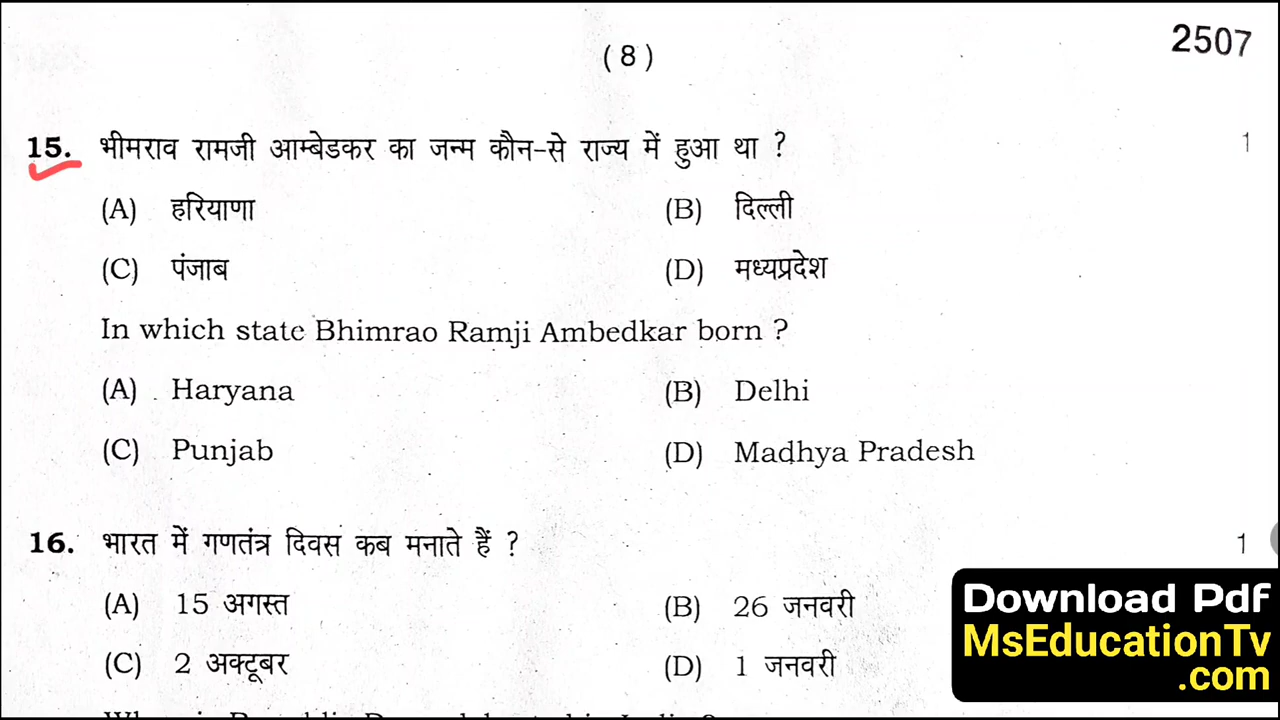 (8)
2507
15. भीमराव रामजी आम्बेडकर का जन्म कौन-से राज्य में हुआ था ? 1
(A) हरियाणा (B) दिल्ली
(C) पंजाब (D) मध्यप्रदेश
In which state Bhimrao Ramji Ambedkar born ?
(A) Haryana (B) Delhi
(C) Punjab (D) Madhya Pradesh
16. भारत में गणतंत्र दिवस कब मनाते हैं ? 1
(A) 15 अगस्त (B) 26 जनवरी
(C) 2 अक्टूबर (D) 1 जनवरी
Download Pdf
MsEducationTv
.com